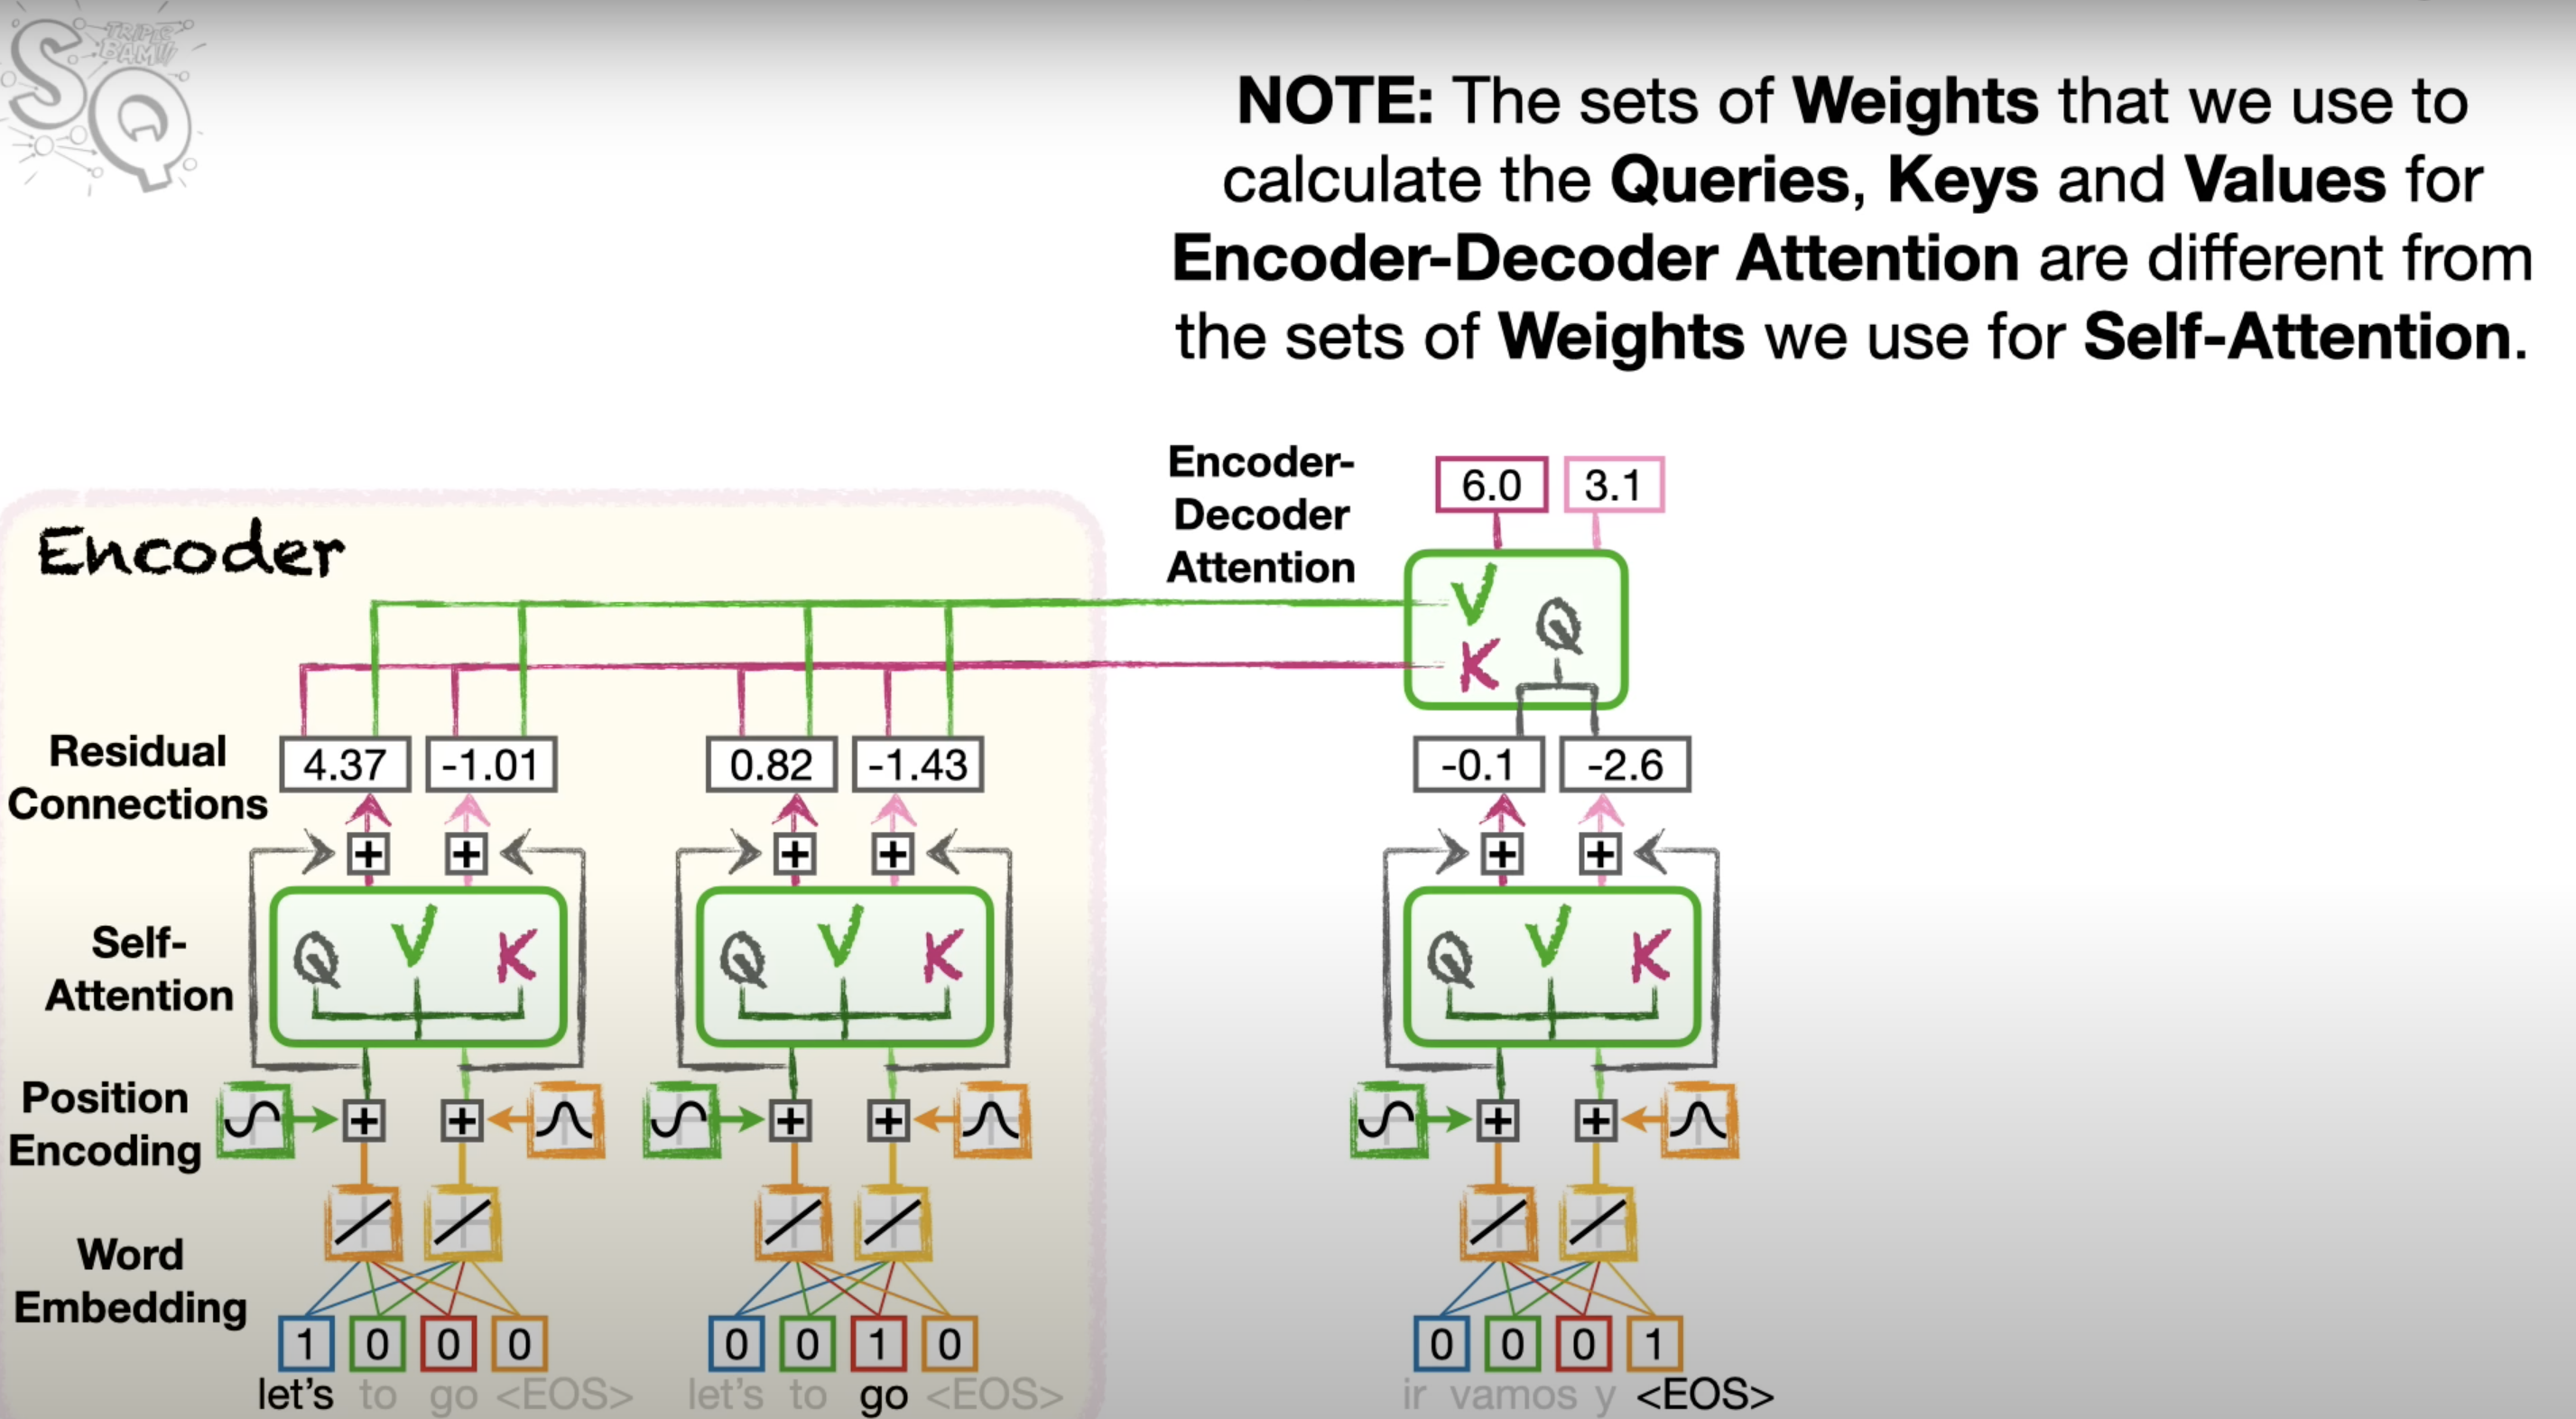 SQ
TRIPLE
BAM!!!
NOTE: The sets of Weights that we use to
calculate the Queries, Keys and Values for
Encoder-Decoder Attention are different from
the sets of Weights we use for Self-Attention.
Encoder-
Decoder
Attention
6.0 3.1
V
K
Q
Encoder
Residual
Connections
4.37 -1.01 0.82 -1.43 -0.1 -2.6
+ + + + + +
Self-
Attention
Q V K Q V K Q V K
Position
Encoding
+ + + + + +
Word
Embedding
1 0 0 0 0 0 1 0 0 0 0 1
let's to go <EOS> let's to go <EOS> ir vamos y <EOS>